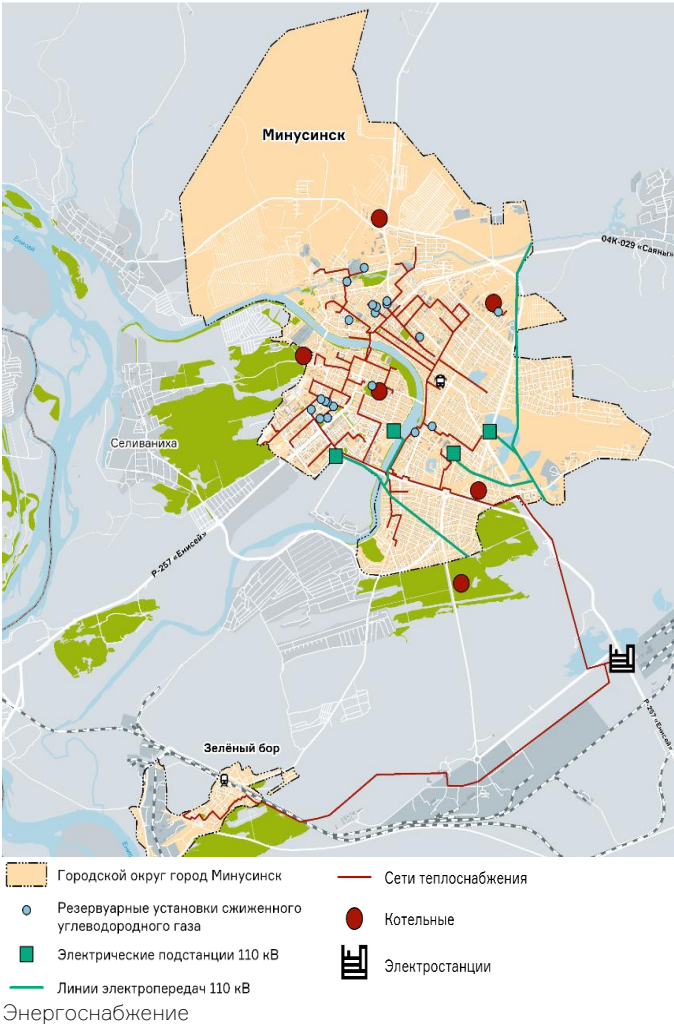 Минусинск
Енисей
04К-029 «Саяны»
Селиваниха
Р-257 «Енисей»
Р-257 «Енисей»
Зелёный бор
Городской округ город Минусинск
Резервуарные установки сжиженного
углеводородного газа
Электрические подстанции 110 кВ
Линии электропередач 110 кВ
Сети теплоснабжения
Котельные
Электростанции
Энергоснабжение